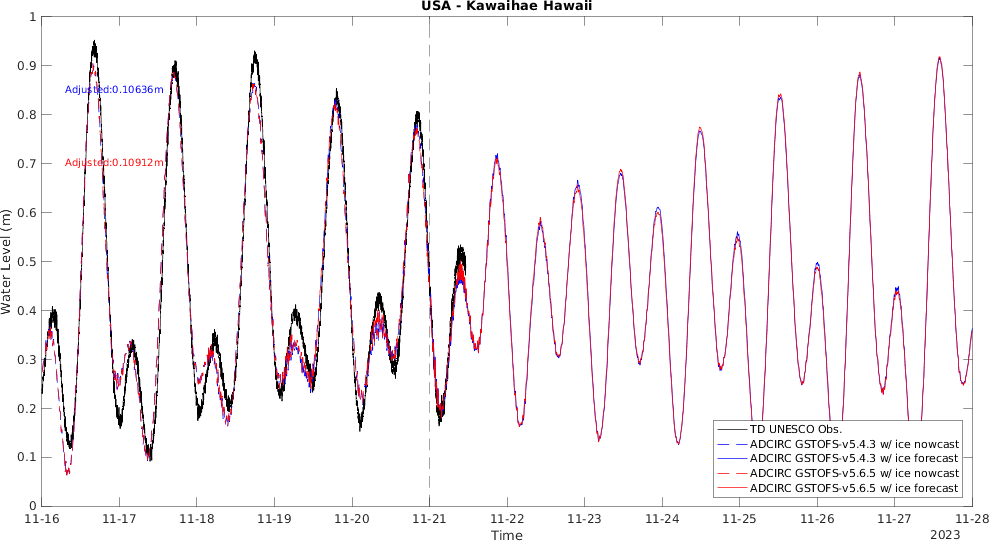 USA - Kawaihae Hawaii
1
0.9
0.8
0.7
0.6
0.5
0.4
0.3
0.2
0.1
0
Water Level (m)
Adjusted:0.10636m
Adjusted:0.10912m
TD UNESCO Obs.
ADCIRC GSTOFS-v5.4.3 w/ ice nowcast
ADCIRC GSTOFS-v5.4.3 w/ ice forecast
ADCIRC GSTOFS-v5.6.5 w/ ice nowcast
ADCIRC GSTOFS-v5.6.5 w/ ice forecast
11-16 11-17 11-18 11-19 11-20 11-21 11-22 11-23 11-24 11-25 11-26 11-27 11-28
Time
2023